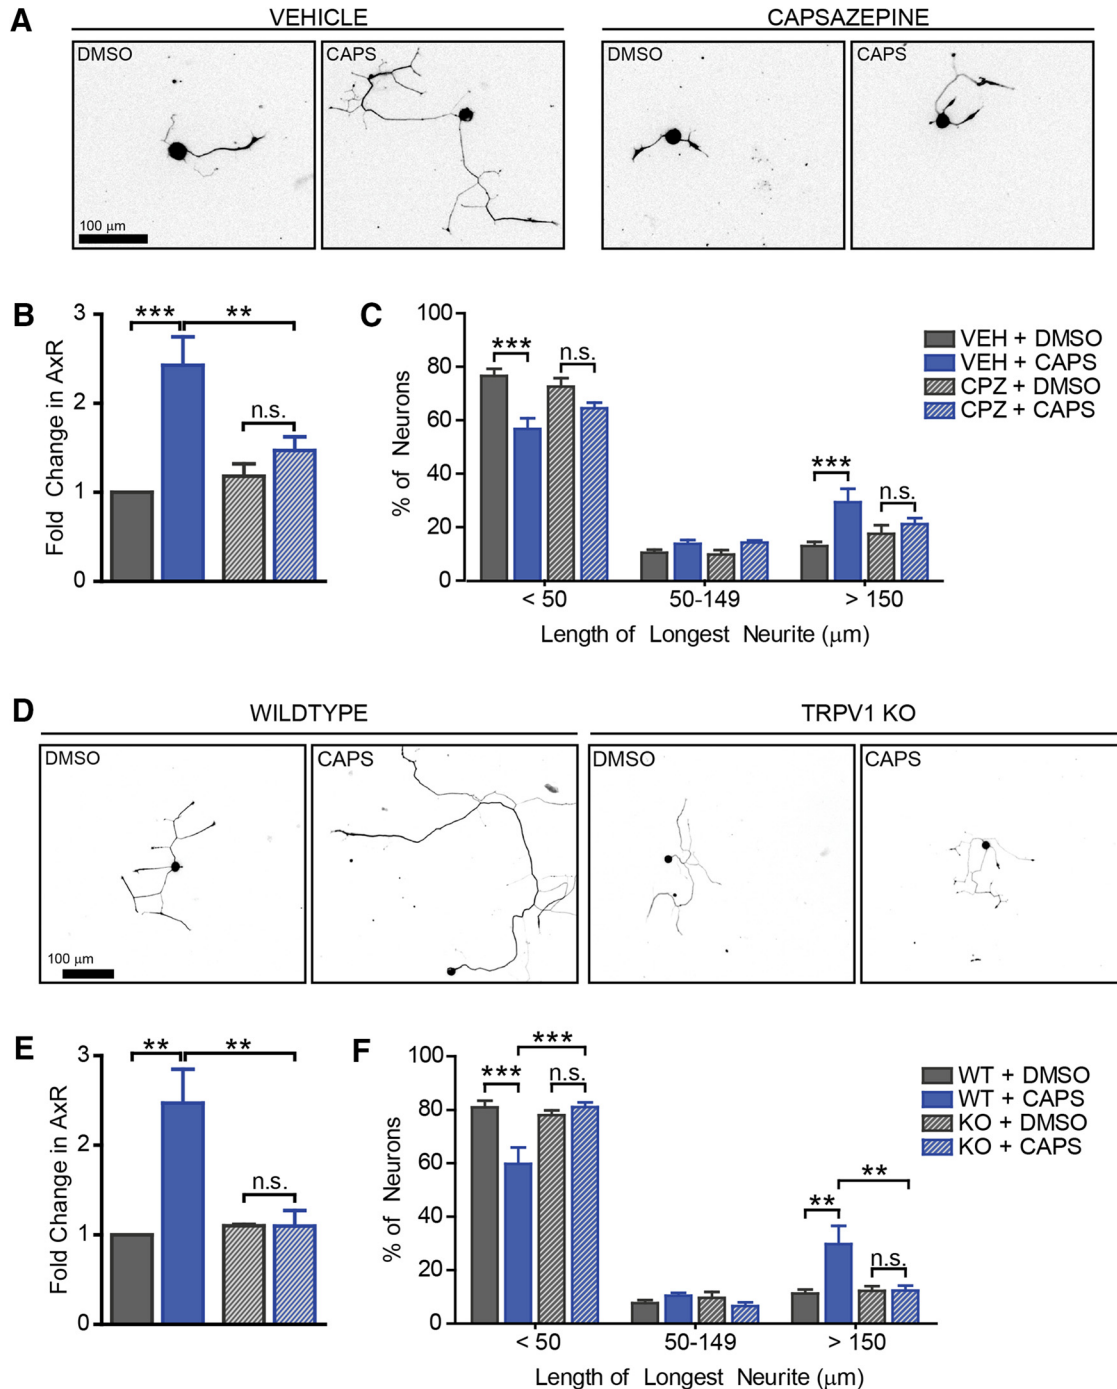 A
VEHICLE
CAPSAZEPINE
DMSO
CAPS
DMSO
CAPS
100 μm
B
Fold Change in AxR
3
2
1
0
***
**
n.s.
C
% of Neurons
100
80
60
40
20
0
***
n.s.
***
n.s.
< 50
50-149
> 150
Length of Longest Neurite (μm)
VEH + DMSO
VEH + CAPS
CPZ + DMSO
CPZ + CAPS
D
WILDTYPE
TRPV1 KO
DMSO
CAPS
DMSO
CAPS
100 μm
E
Fold Change in AxR
3
2
1
0
**
**
n.s.
F
% of Neurons
100
80
60
40
20
0
***
***
n.s.
**
**
n.s.
< 50
50-149
> 150
Length of Longest Neurite (μm)
WT + DMSO
WT + CAPS
KO + DMSO
KO + CAPS